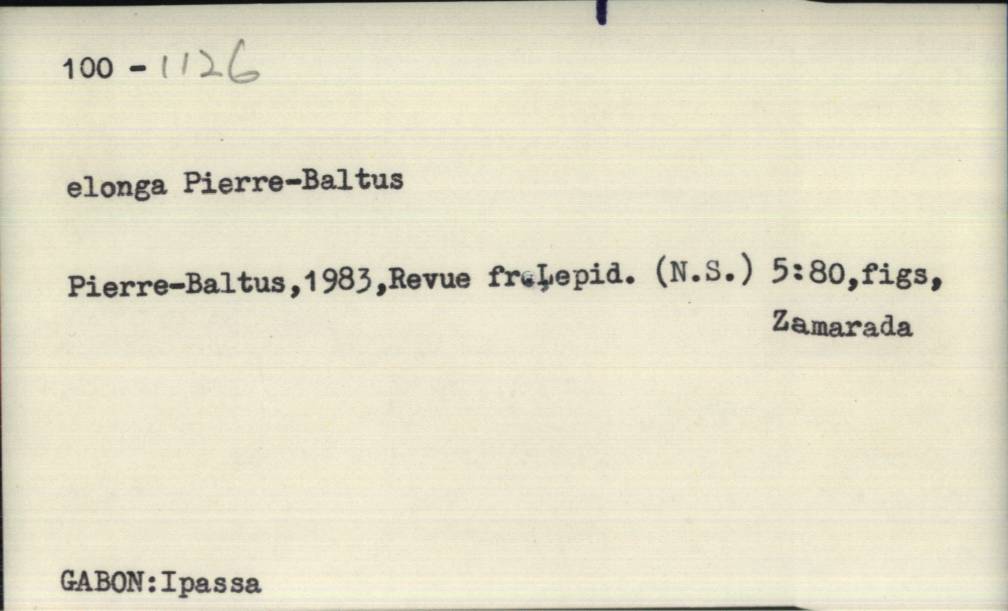 100 - 1126
elonga Pierre-Baltus
Pierre-Baltus,1983,Revue fr.Lepid. (N.S.) 5:80,figs,
Zamarada
GABON:Ipassa